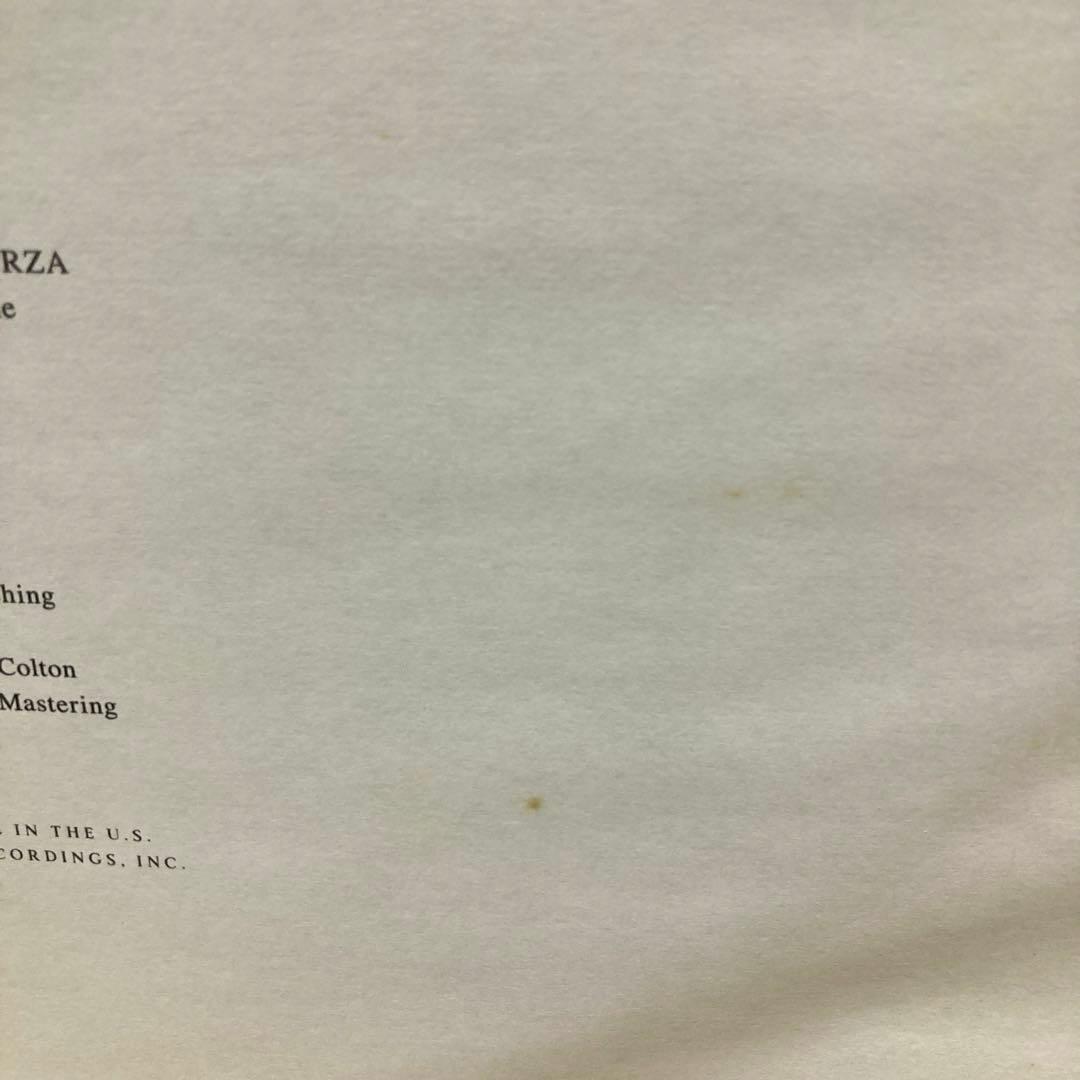 RZA
e
hing
Colton
Mastering
. IN THE U.S.
CORDINGS, INC.